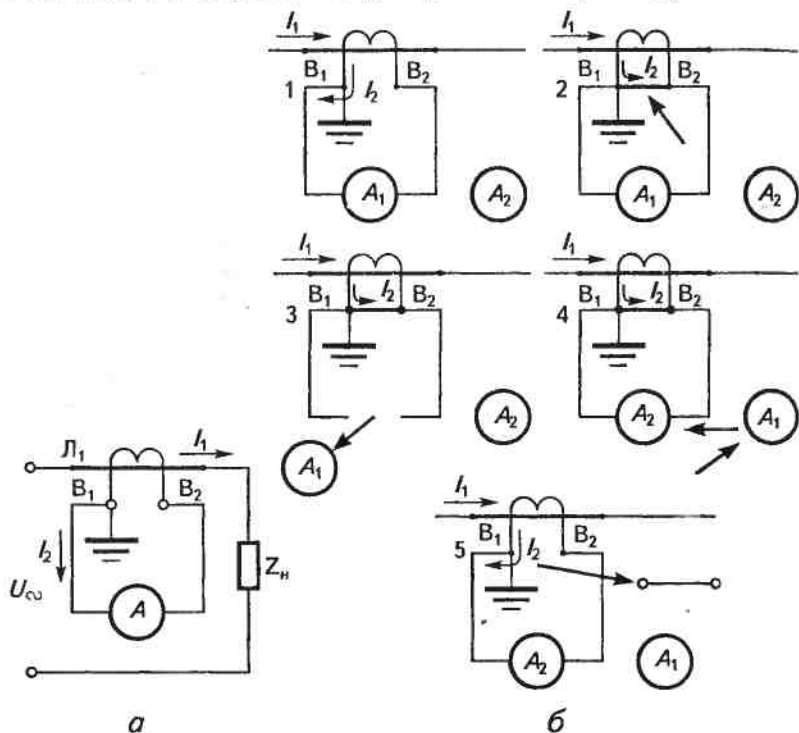 I₁ I₁
B₁ B₂ B₁ I₂ B₂
1 I₂ 2
A₁ A₂ A₁ A₂
I₁ I₁
B₁ I₂ B₂ B₁ I₂ B₂
3 4
A₂ A₂ A₁
A₁
Л₁ I₁
B₁ B₂
I₂
U~ A Zн
I₁
B₁ I₂ B₂
5
A₂ A₁
а б